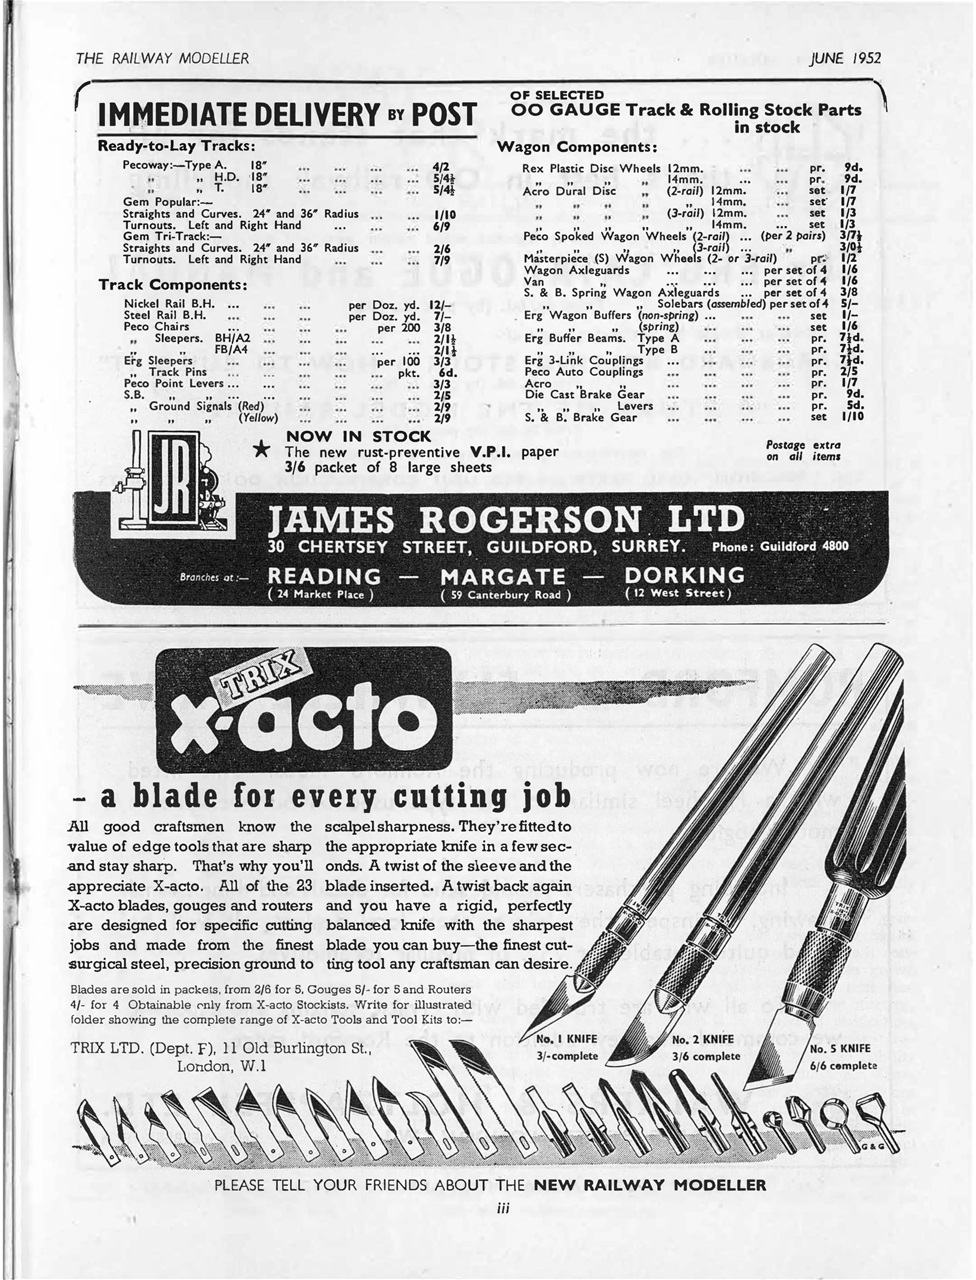 THE RAILWAY MODELLER
JUNE 1952
IMMEDIATE DELIVERY BY POST
OF SELECTED
OO GAUGE Track & Rolling Stock Parts
in stock
Ready-to-Lay Tracks:
Pecoway:—Type A. 18" ... ... ... ... 4/2
„ „ H.D. 18" ... ... ... ... 5/4½
„ „ T. 18" ... ... ... ... 5/4½
Gem Popular:—
Straights and Curves. 24" and 36" Radius ... ... 1/10
Turnouts. Left and Right Hand ... ... ... 6/9
Gem Tri-Track:—
Straights and Curves. 24" and 36" Radius ... ... 2/6
Turnouts. Left and Right Hand ... ... ... 7/9
Track Components:
Nickel Rail B.H. ... ... ... per Doz. yd. 12/-
Steel Rail B.H. ... ... ... per Doz. yd. 7/-
Peco Chairs ... ... ... per 200 3/8
„ Sleepers. BH/A2 ... ... ... ... 2/1½
„ „ FB/A4 ... ... ... ... 2/1½
Erg Sleepers ... ... ... per 100 3/3
„ Track Pins ... ... ... pkt. 6d.
Peco Point Levers ... ... ... ... ... 3/3
S.B. „ „ ... ... ... ... ... 2/5
„ Ground Signals (Red) ... ... ... ... 2/9
„ „ „ (Yellow) ... ... ... ... 2/9
Wagon Components:
Rex Plastic Disc Wheels 12mm. ... ... pr. 9d.
„ „ „ „ 14mm. ... ... pr. 9d.
Acro Dural Disc „ (2-rail) 12mm. ... set 1/7
„ „ „ „ „ 14mm. ... set 1/7
„ „ „ „ (3-rail) 12mm. ... set 1/3
„ „ „ „ „ 14mm. ... set 1/3
Peco Spoked Wagon Wheels (2-rail) ... (per 2 pairs) 3/7½
„ „ „ „ (3-rail) ... „ 3/0½
Masterpiece (S) Wagon Wheels (2- or 3-rail) pr. 1/2
Wagon Axleguards ... ... ... per set of 4 1/6
Van „ ... ... ... per set of 4 1/6
S. & B. Spring Wagon Axleguards ... per set of 4 3/8
„ „ „ „ Solebars (assembled) per set of 4 5/-
Erg Wagon Buffers (non-spring) ... ... ... set 1/-
„ „ „ (spring) ... ... ... set 1/6
Erg Buffer Beams. Type A ... ... ... pr. 7½d.
„ „ „ Type B ... ... ... pr. 7½d.
Erg 3-Link Couplings ... ... ... ... pr. 7½d.
Peco Auto Couplings ... ... ... ... pr. 2/5
Acro „ „ ... ... ... ... pr. 1/7
Die Cast Brake Gear ... ... ... ... pr. 9d.
„ „ „ Levers ... ... ... pr. 5d.
S. & B. Brake Gear ... ... ... ... set 1/10
NOW IN STOCK
★ The new rust-preventive V.P.I. paper
3/6 packet of 8 large sheets
Postage extra
on all items
JR
JAMES ROGERSON LTD
30 CHERTSEY STREET, GUILDFORD, SURREY. Phone: Guildford 4800
Branches at :— READING — MARGATE — DORKING
( 24 Market Place ) ( 59 Canterbury Road ) ( 12 West Street )
TRIX
x-acto
- a blade for every cutting job
All good craftsmen know the
value of edge tools that are sharp
and stay sharp. That's why you'll
appreciate X-acto. All of the 23
X-acto blades, gouges and routers
are designed for specific cutting
jobs and made from the finest
surgical steel, precision ground to
scalpel sharpness. They're fitted to
the appropriate knife in a few sec-
onds. A twist of the sleeve and the
blade inserted. A twist back again
and you have a rigid, perfectly
balanced knife with the sharpest
blade you can buy—the finest cut-
ting tool any craftsman can desire.
Blades are sold in packets, from 2/6 for 5, Gouges 5/- for 5 and Routers
4/- for 4 Obtainable only from X-acto Stockists. Write for illustrated
folder showing the complete range of X-acto Tools and Tool Kits to:—
TRIX LTD. (Dept. F), 11 Old Burlington St.,
London, W.1
No. 1 KNIFE
3/- complete
No. 2 KNIFE
3/6 complete
No. 5 KNIFE
6/6 complete
G & G
PLEASE TELL YOUR FRIENDS ABOUT THE NEW RAILWAY MODELLER
iii